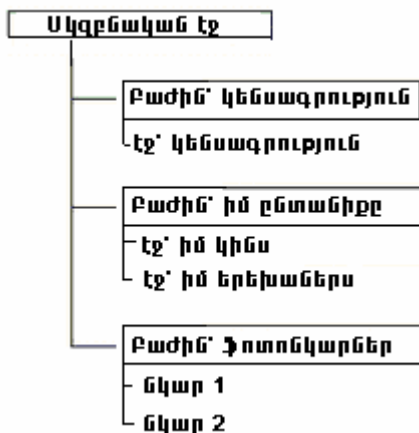 Սկզբնական էջ
Բաժին՝ կենսագրություն
էջ՝ կենսագրություն
Բաժին՝ իմ ընտանիքը
էջ՝ իմ կինս
էջ՝ իմ երեխաներս
Բաժին՝ Ֆոտոնկարներ
նկար 1
նկար 2